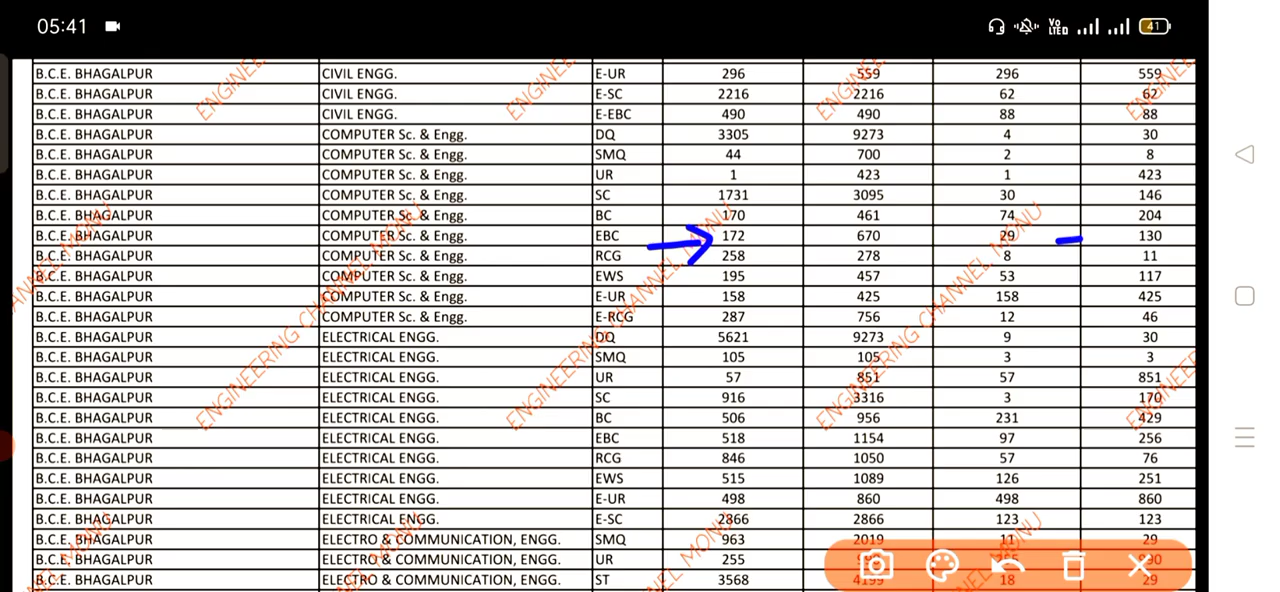 05:41 Vo LTED 41
B.C.E. BHAGALPUR CIVIL ENGG. E-UR 296 559 296 559
B.C.E. BHAGALPUR CIVIL ENGG. E-SC 2216 2216 62 62
B.C.E. BHAGALPUR CIVIL ENGG. E-EBC 490 490 88 88
B.C.E. BHAGALPUR COMPUTER Sc. & Engg. DQ 3305 9273 4 30
B.C.E. BHAGALPUR COMPUTER Sc. & Engg. SMQ 44 700 2 8
B.C.E. BHAGALPUR COMPUTER Sc. & Engg. UR 1 423 1 423
B.C.E. BHAGALPUR COMPUTER Sc. & Engg. SC 1731 3095 30 146
B.C.E. BHAGALPUR COMPUTER Sc. & Engg. BC 170 461 74 204
B.C.E. BHAGALPUR COMPUTER Sc. & Engg. EBC 172 670 29 130
B.C.E. BHAGALPUR COMPUTER Sc. & Engg. RCG 258 278 8 11
B.C.E. BHAGALPUR COMPUTER Sc. & Engg. EWS 195 457 53 117
B.C.E. BHAGALPUR COMPUTER Sc. & Engg. E-UR 158 425 158 425
B.C.E. BHAGALPUR COMPUTER Sc. & Engg. E-RCG 287 756 12 46
B.C.E. BHAGALPUR ELECTRICAL ENGG. DQ 5621 9273 9 30
B.C.E. BHAGALPUR ELECTRICAL ENGG. SMQ 105 105 3 3
B.C.E. BHAGALPUR ELECTRICAL ENGG. UR 57 851 57 851
B.C.E. BHAGALPUR ELECTRICAL ENGG. SC 916 3316 3 170
B.C.E. BHAGALPUR ELECTRICAL ENGG. BC 506 956 231 429
B.C.E. BHAGALPUR ELECTRICAL ENGG. EBC 518 1154 97 256
B.C.E. BHAGALPUR ELECTRICAL ENGG. RCG 846 1050 57 76
B.C.E. BHAGALPUR ELECTRICAL ENGG. EWS 515 1089 126 251
B.C.E. BHAGALPUR ELECTRICAL ENGG. E-UR 498 860 498 860
B.C.E. BHAGALPUR ELECTRICAL ENGG. E-SC 2866 2866 123 123
B.C.E. BHAGALPUR ELECTRO & COMMUNICATION, ENGG. SMQ 963 2019 29
B.C.E. BHAGALPUR ELECTRO & COMMUNICATION, ENGG. UR 255
B.C.E. BHAGALPUR ELECTRO & COMMUNICATION, ENGG. ST 3568 4199 18 29
ENGINEERING CHANNEL MONU
ENGINEERING CHANNEL MONU